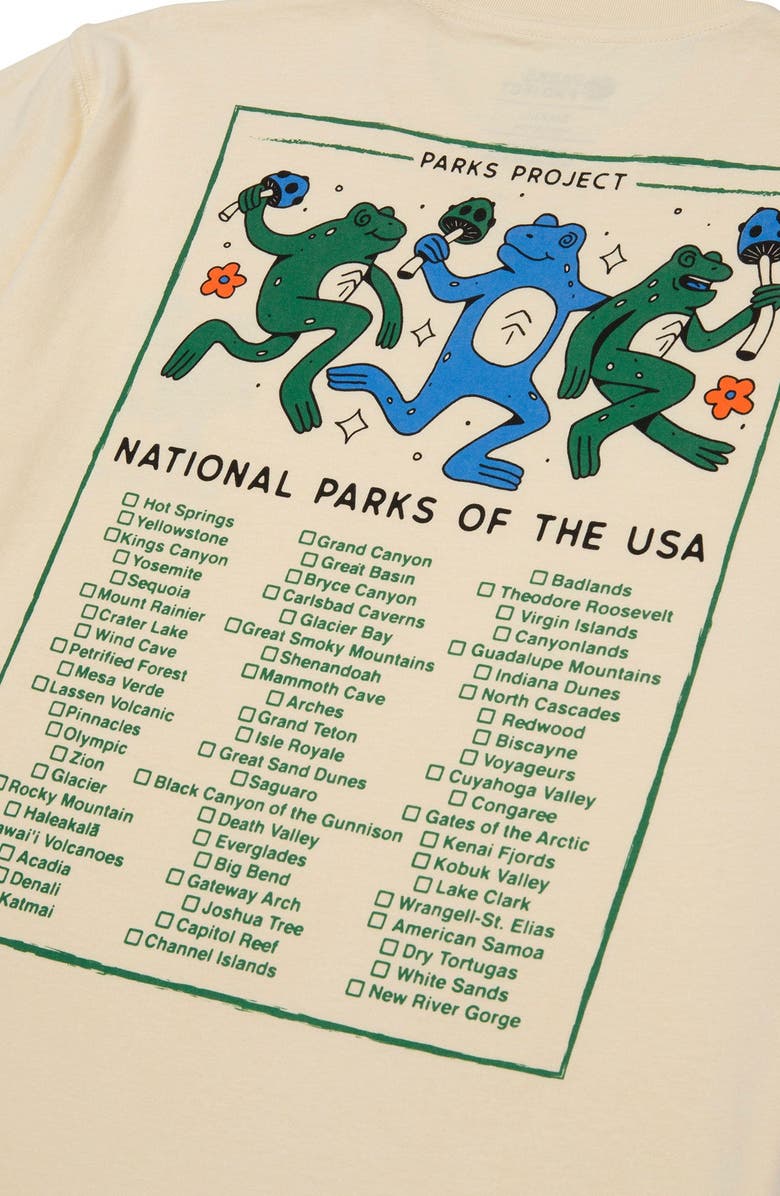 PARKS PROJECT
NATIONAL PARKS OF THE USA
Hot Springs
Yellowstone
Kings Canyon
Yosemite
Sequoia
Mount Rainier
Crater Lake
Wind Cave
Petrified Forest
Mesa Verde
Lassen Volcanic
Pinnacles
Olympic
Zion
Glacier
Rocky Mountain
Haleakalā
awai'i Volcanoes
Acadia
Denali
Katmai
Grand Canyon
Great Basin
Bryce Canyon
Carlsbad Caverns
Glacier Bay
Great Smoky Mountains
Shenandoah
Mammoth Cave
Arches
Grand Teton
Isle Royale
Great Sand Dunes
Saguaro
Black Canyon of the Gunnison
Death Valley
Everglades
Big Bend
Gateway Arch
Joshua Tree
Capitol Reef
Channel Islands
Badlands
Theodore Roosevelt
Virgin Islands
Canyonlands
Guadalupe Mountains
Indiana Dunes
North Cascades
Redwood
Biscayne
Voyageurs
Cuyahoga Valley
Congaree
Gates of the Arctic
Kenai Fjords
Kobuk Valley
Lake Clark
Wrangell-St. Elias
American Samoa
Dry Tortugas
White Sands
New River Gorge